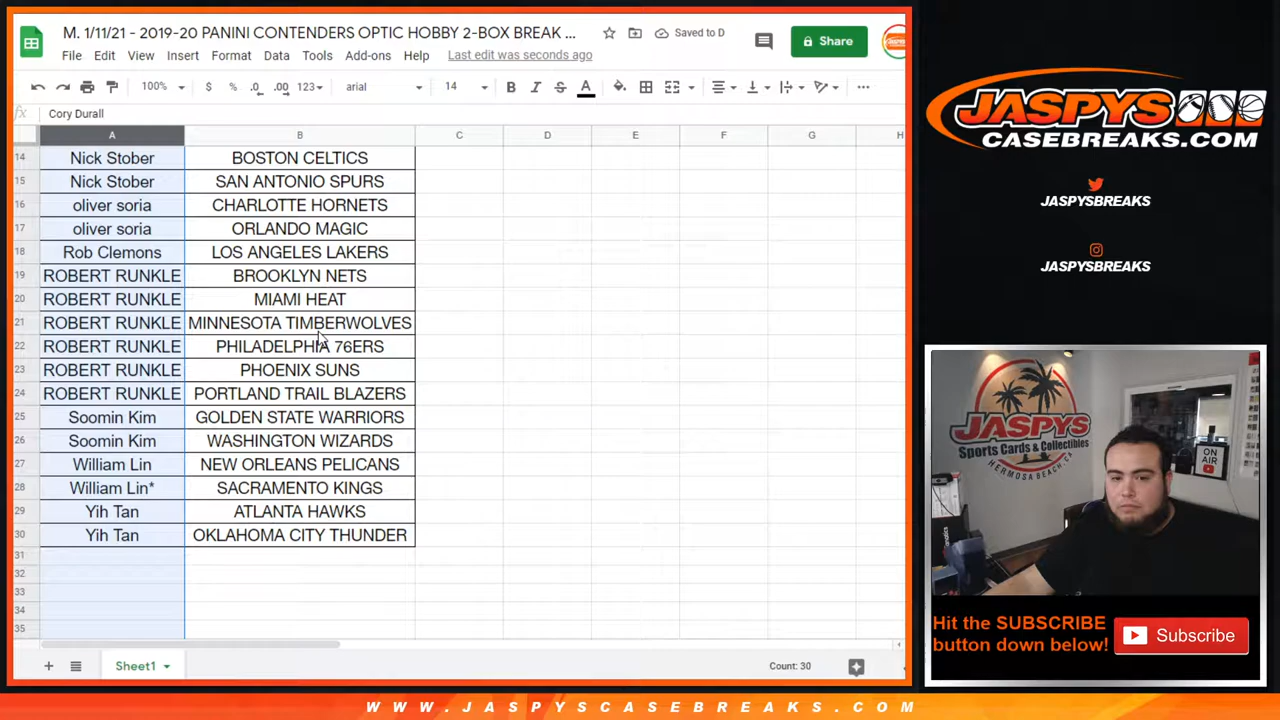 M. 1/11/21 - 2019-20 PANINI CONTENDERS OPTIC HOBBY 2-BOX BREAK ...
Saved to D
Share
File Edit View Insert Format Data Tools Add-ons Help Last edit was seconds ago
100% $ % .0 .00 123 arial 14 B I S A
fx Cory Durall
A B C D E F G H
14 Nick Stober BOSTON CELTICS
15 Nick Stober SAN ANTONIO SPURS
16 oliver soria CHARLOTTE HORNETS
17 oliver soria ORLANDO MAGIC
18 Rob Clemons LOS ANGELES LAKERS
19 ROBERT RUNKLE BROOKLYN NETS
20 ROBERT RUNKLE MIAMI HEAT
21 ROBERT RUNKLE MINNESOTA TIMBERWOLVES
22 ROBERT RUNKLE PHILADELPHIA 76ERS
23 ROBERT RUNKLE PHOENIX SUNS
24 ROBERT RUNKLE PORTLAND TRAIL BLAZERS
25 Soomin Kim GOLDEN STATE WARRIORS
26 Soomin Kim WASHINGTON WIZARDS
27 William Lin NEW ORLEANS PELICANS
28 William Lin* SACRAMENTO KINGS
29 Yih Tan ATLANTA HAWKS
30 Yih Tan OKLAHOMA CITY THUNDER
31
32
33
34
35
Sheet1
Count: 30
JASPYS
CASEBREAKS.COM
JASPYSBREAKS
JASPYSBREAKS
JASPYS
Sports Cards & Collectibles
HERMOSA BEACH, CA
ON AIR
Hit the SUBSCRIBE
button down below!
Subscribe
WWW.JASPYSCASEBREAKS.COM